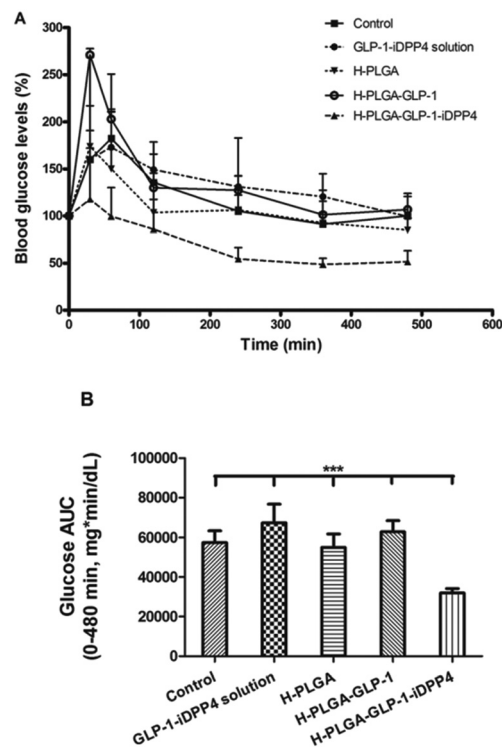 A
Control
GLP-1-iDPP4 solution
H-PLGA
H-PLGA-GLP-1
H-PLGA-GLP-1-iDPP4
Blood glucose levels (%)
300
250
200
150
100
50
0
0 100 200 300 400 500 600
Time (min)
B
***
Glucose AUC
(0-480 min, mg*min/dL)
100000
80000
60000
40000
20000
Control
GLP-1-iDPP4 solution
H-PLGA
H-PLGA-GLP-1
H-PLGA-GLP-1-iDPP4